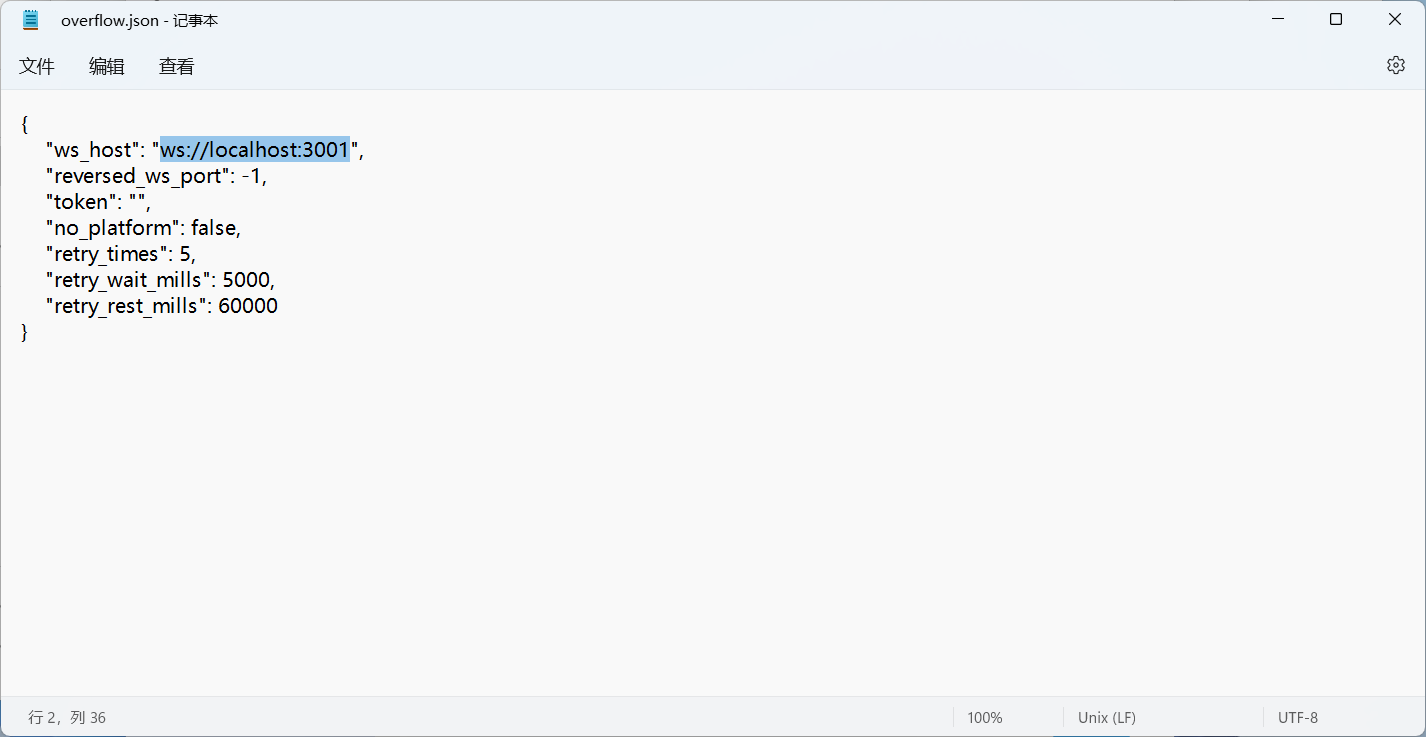 overflow.json - 记事本
文件 编辑 查看
{
"ws_host": "ws://localhost:3001",
"reversed_ws_port": -1,
"token": "",
"no_platform": false,
"retry_times": 5,
"retry_wait_mills": 5000,
"retry_rest_mills": 60000
}
行 2，列 36 100% Unix (LF) UTF-8